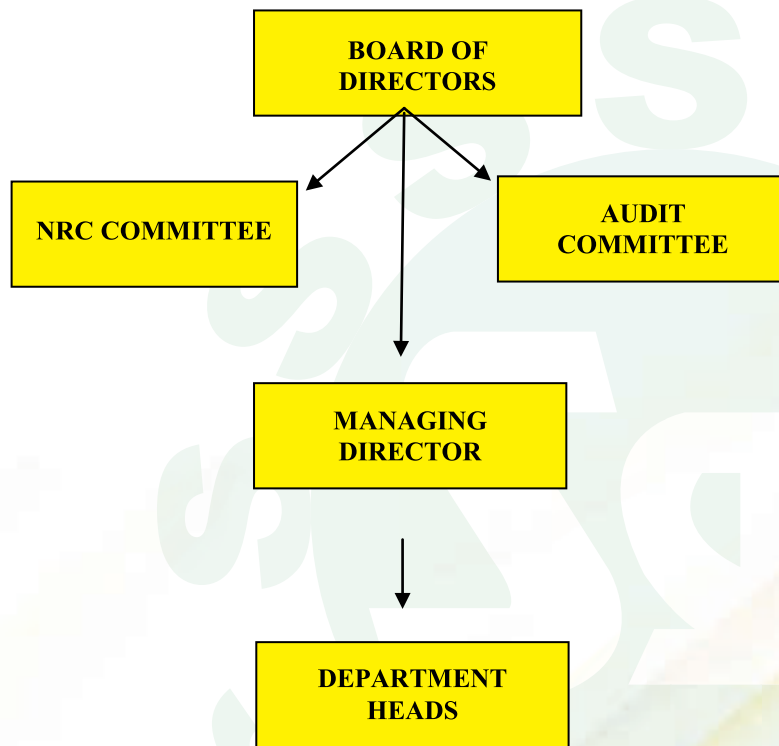 BOARD OF
DIRECTORS
NRC COMMITTEE
AUDIT
COMMITTEE
MANAGING
DIRECTOR
DEPARTMENT
HEADS